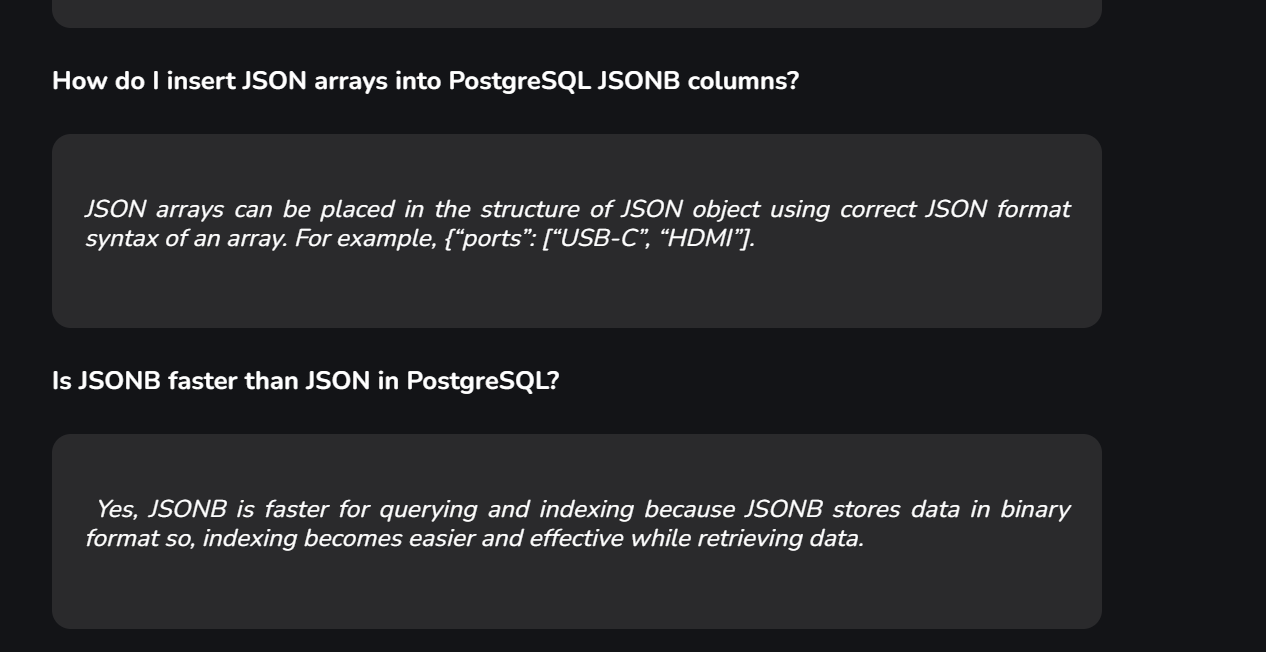 How do I insert JSON arrays into PostgreSQL JSONB columns?
JSON arrays can be placed in the structure of JSON object using correct JSON format
syntax of an array. For example, {“ports”: [“USB-C”, “HDMI”].
Is JSONB faster than JSON in PostgreSQL?
Yes, JSONB is faster for querying and indexing because JSONB stores data in binary
format so, indexing becomes easier and effective while retrieving data.